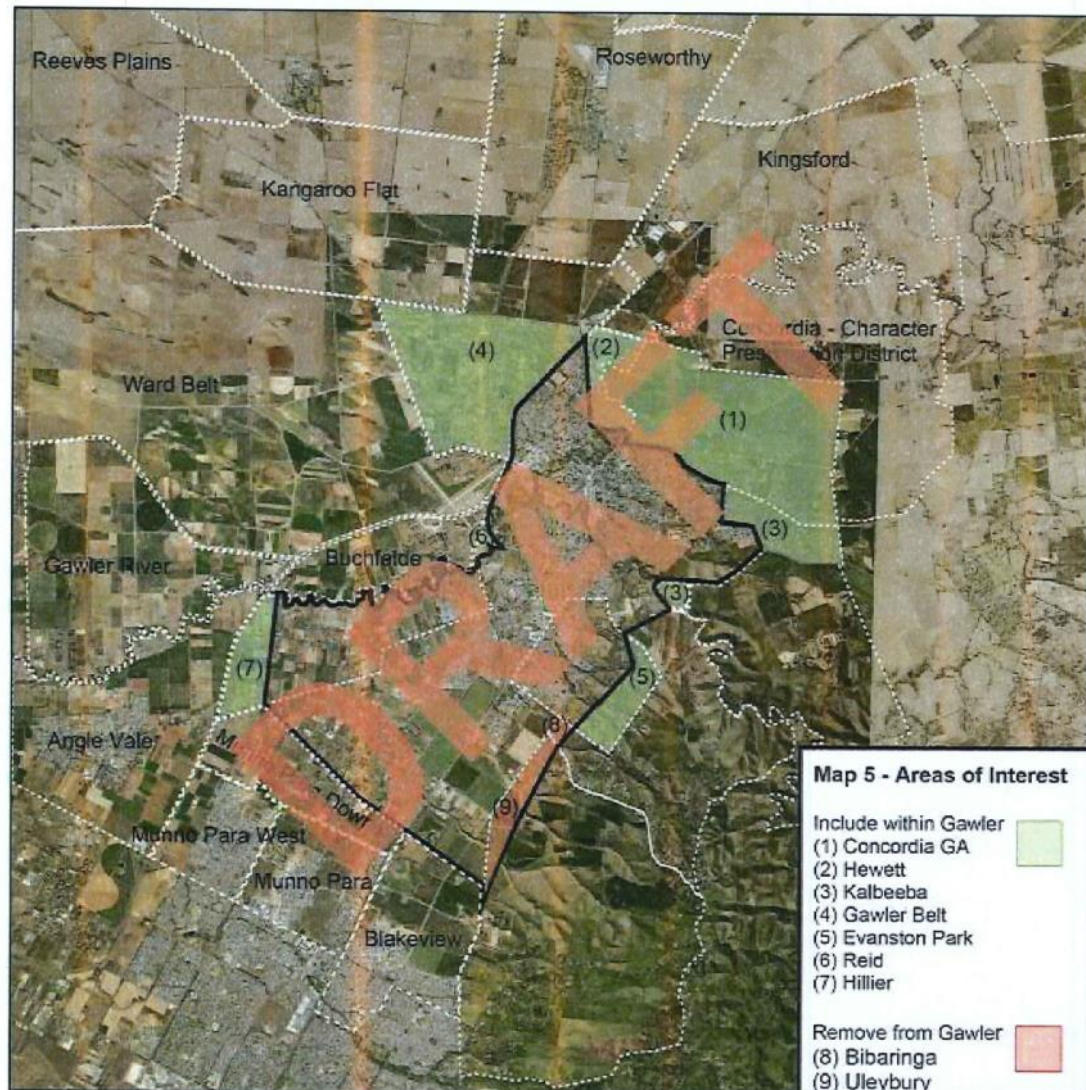 Reeves Plains
Roseworthy
Kingsford
Kangaroo Flat
Concordia - Character
Preservation District
(4)
(2)
(1)
Ward Belt
(3)
(6)
Buchfelde
Gawler River
(3)
(7)
(5)
Angle Vale
(8)
(9)
Munno Para West
Munno Para
Blakeview
DRAFT
Map 5 - Areas of Interest
Include within Gawler
(1) Concordia GA
(2) Hewett
(3) Kalbeeba
(4) Gawler Belt
(5) Evanston Park
(6) Reid
(7) Hillier
Remove from Gawler
(8) Bibaringa
(9) Uleybury